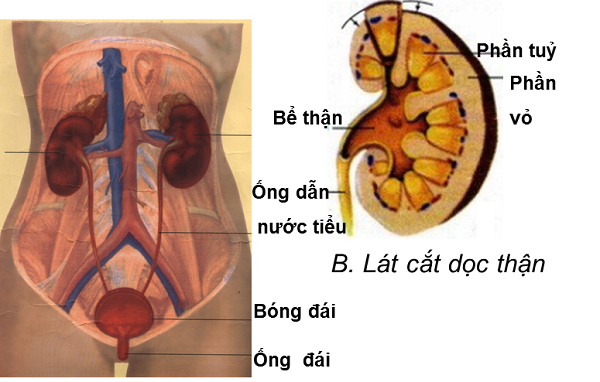 Phần tuỷ
Phần
vỏ
Bể thận
Ống dẫn
nước tiểu
B. Lát cắt dọc thận
Bóng đái
Ống đái